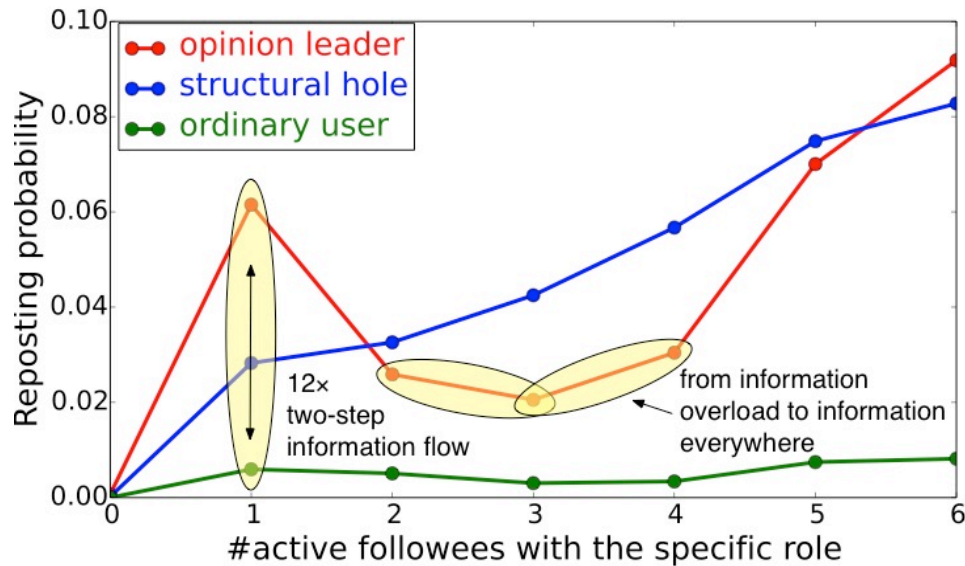 0.10
opinion leader
structural hole
ordinary user
0.08
0.06
0.04
0.02
0.00
Reposting probability
12×
two-step
information flow
from information
overload to information
everywhere
0 1 2 3 4 5 6
#active followees with the specific role